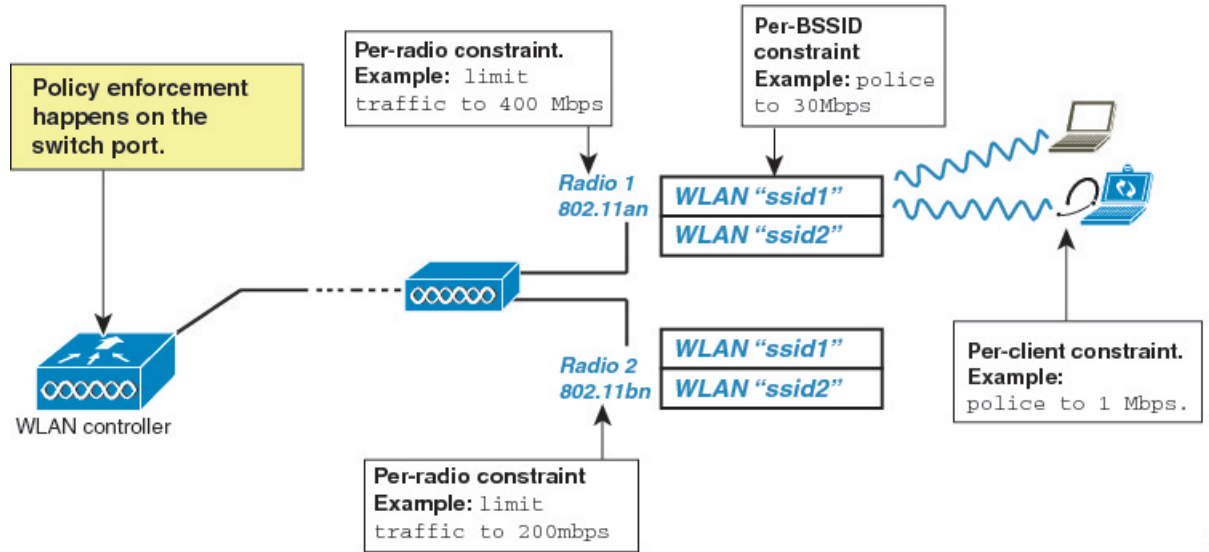 Policy enforcement
happens on the
switch port.
Per-radio constraint.
Example: limit
traffic to 400 Mbps
Per-BSSID
constraint
Example: police
to 30Mbps
Radio 1
802.11an
WLAN “ssid1”
WLAN “ssid2”
WLAN controller
Radio 2
802.11bn
WLAN “ssid1”
WLAN “ssid2”
Per-client constraint.
Example:
police to 1 Mbps.
Per-radio constraint
Example: limit
traffic to 200mbps